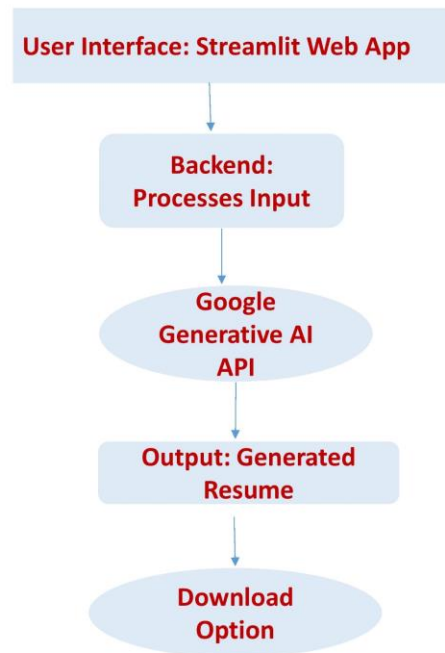 User Interface: Streamlit Web App
Backend:
Processes Input
Google
Generative AI
API
Output: Generated
Resume
Download
Option